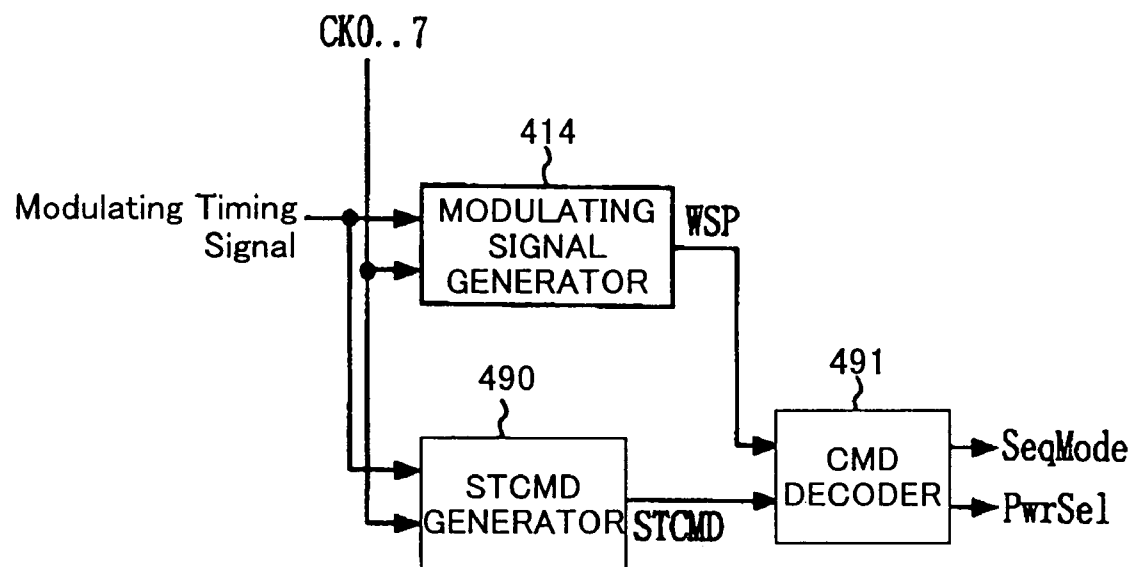 CK0..7
414
Modulating Timing
Signal
MODULATING
SIGNAL
GENERATOR
WSP
490
STCMD
GENERATOR
STCMD
491
CMD
DECODER
SeqMode
PwrSel